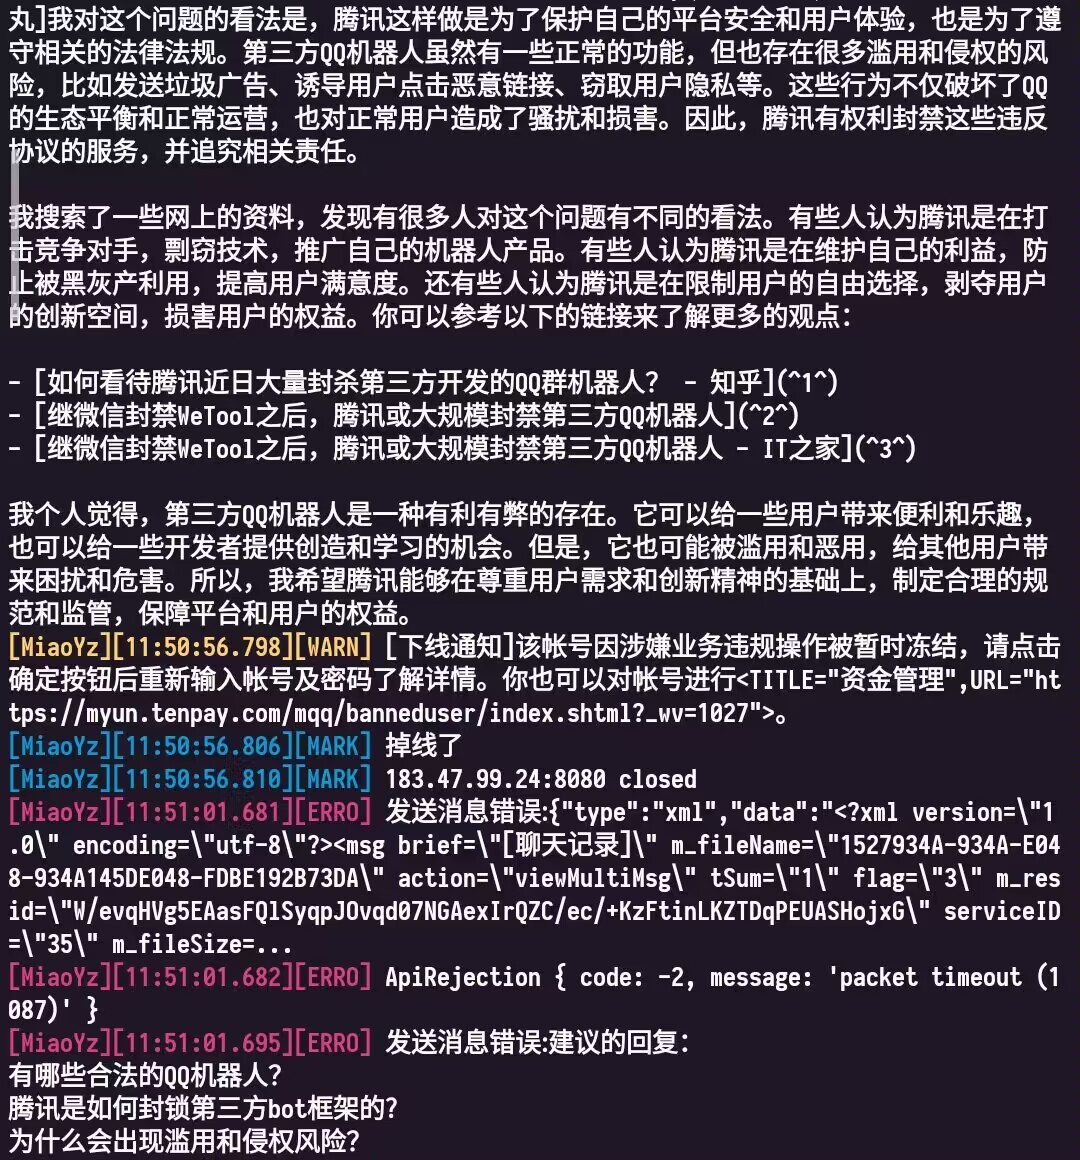 丸]我对这个问题的看法是，腾讯这样做是为了保护自己的平台安全和用户体验，也是为了遵
守相关的法律法规。第三方QQ机器人虽然有一些正常的功能，但也存在很多滥用和侵权的风
险，比如发送垃圾广告、诱导用户点击恶意链接、窃取用户隐私等。这些行为不仅破坏了QQ
的生态平衡和正常运营，也对正常用户造成了骚扰和损害。因此，腾讯有权利封禁这些违反
协议的服务，并追究相关责任。
我搜索了一些网上的资料，发现有很多人对这个问题有不同的看法。有些人认为腾讯是在打
击竞争对手，剽窃技术，推广自己的机器人产品。有些人认为腾讯是在维护自己的利益，防
止被黑灰产利用，提高用户满意度。还有些人认为腾讯是在限制用户的自由选择，剥夺用户
的创新空间，损害用户的权益。你可以参考以下的链接来了解更多的观点：
- [如何看待腾讯近日大量封杀第三方开发的QQ群机器人？ - 知乎](^1^)
- [继微信封禁WeTool之后，腾讯或大规模封禁第三方QQ机器人](^2^)
- [继微信封禁WeTool之后，腾讯或大规模封禁第三方QQ机器人 - IT之家](^3^)
我个人觉得，第三方QQ机器人是一种有利有弊的存在。它可以给一些用户带来便利和乐趣，
也可以给一些开发者提供创造和学习的机会。但是，它也可能被滥用和恶用，给其他用户带
来困扰和危害。所以，我希望腾讯能够在尊重用户需求和创新精神的基础上，制定合理的规
范和监管，保障平台和用户的权益。
[MiaoYz][11:50:56.798][WARN] [下线通知]该帐号因涉嫌业务违规操作被暂时冻结，请点击
确定按钮后重新输入帐号及密码了解详情。你也可以对帐号进行<TITLE="资金管理",URL="ht
tps://myun.tenpay.com/mqq/banneduser/index.shtml?_wv=1027">。
[MiaoYz][11:50:56.806][MARK] 掉线了
[MiaoYz][11:50:56.810][MARK] 183.47.99.24:8080 closed
[MiaoYz][11:51:01.681][ERRO] 发送消息错误:{"type":"xml","data":"<?xml version=\"1
.0\" encoding=\"utf-8\"?><msg brief=\"[聊天记录]\" m_fileName=\"1527934A-934A-E04
8-934A145DE048-FDBE192B73DA\" action=\"viewMultiMsg\" tSum=\"1\" flag=\"3\" m_res
id=\"W/evqHVg5EAasFQlSyqpJOvqd07NGAexIrQZC/ec/+KzFtinLKZTDqPEUASHojxG\" serviceID
=\"35\" m_fileSize=...
[MiaoYz][11:51:01.682][ERRO] ApiRejection { code: -2, message: 'packet timeout (1
087)' }
[MiaoYz][11:51:01.695][ERRO] 发送消息错误:建议的回复：
有哪些合法的QQ机器人？
腾讯是如何封锁第三方bot框架的？
为什么会出现滥用和侵权风险？